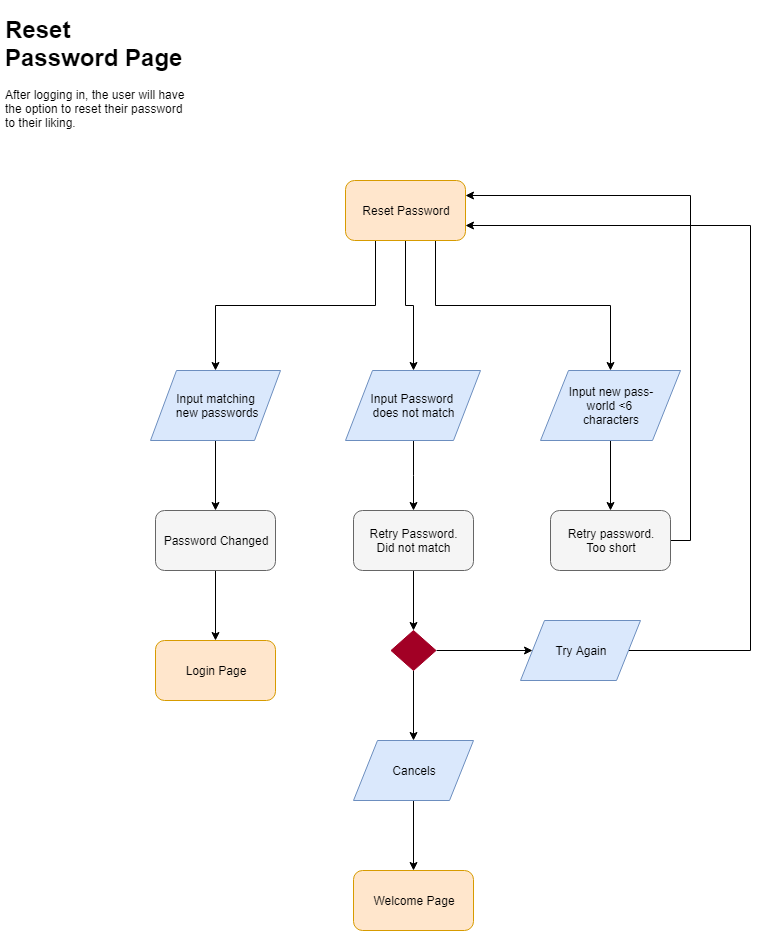 Reset
Password Page
After logging in, the user will have
the option to reset their password
to their liking.
Reset Password
Input matching
new passwords
Input Password
does not match
Input new pass-
world <6
characters
Password Changed
Retry Password.
Did not match
Retry password.
Too short
Login Page
Try Again
Cancels
Welcome Page